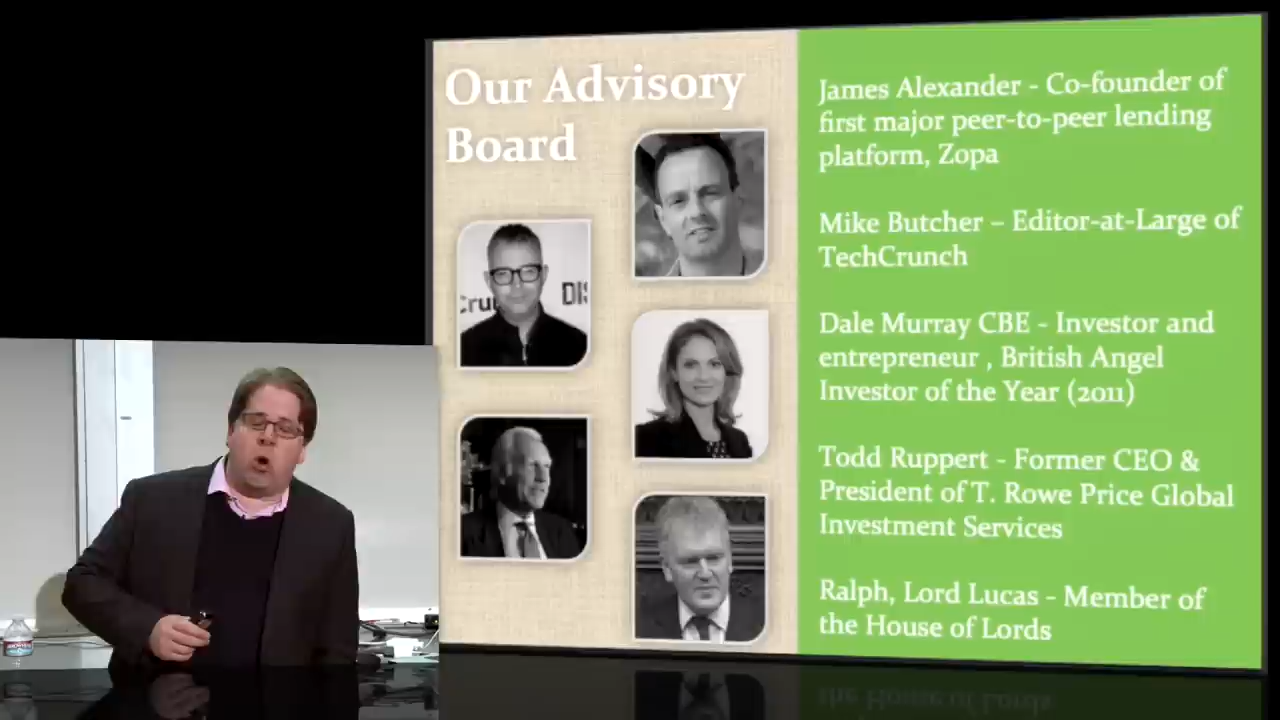 Our Advisory
Board
James Alexander - Co-founder of
first major peer-to-peer lending
platform, Zopa
Mike Butcher – Editor-at-Large of
TechCrunch
Dale Murray CBE - Investor and
entrepreneur , British Angel
Investor of the Year (2011)
Todd Ruppert - Former CEO &
President of T. Rowe Price Global
Investment Services
Ralph, Lord Lucas - Member of
the House of Lords
Crun
DIS